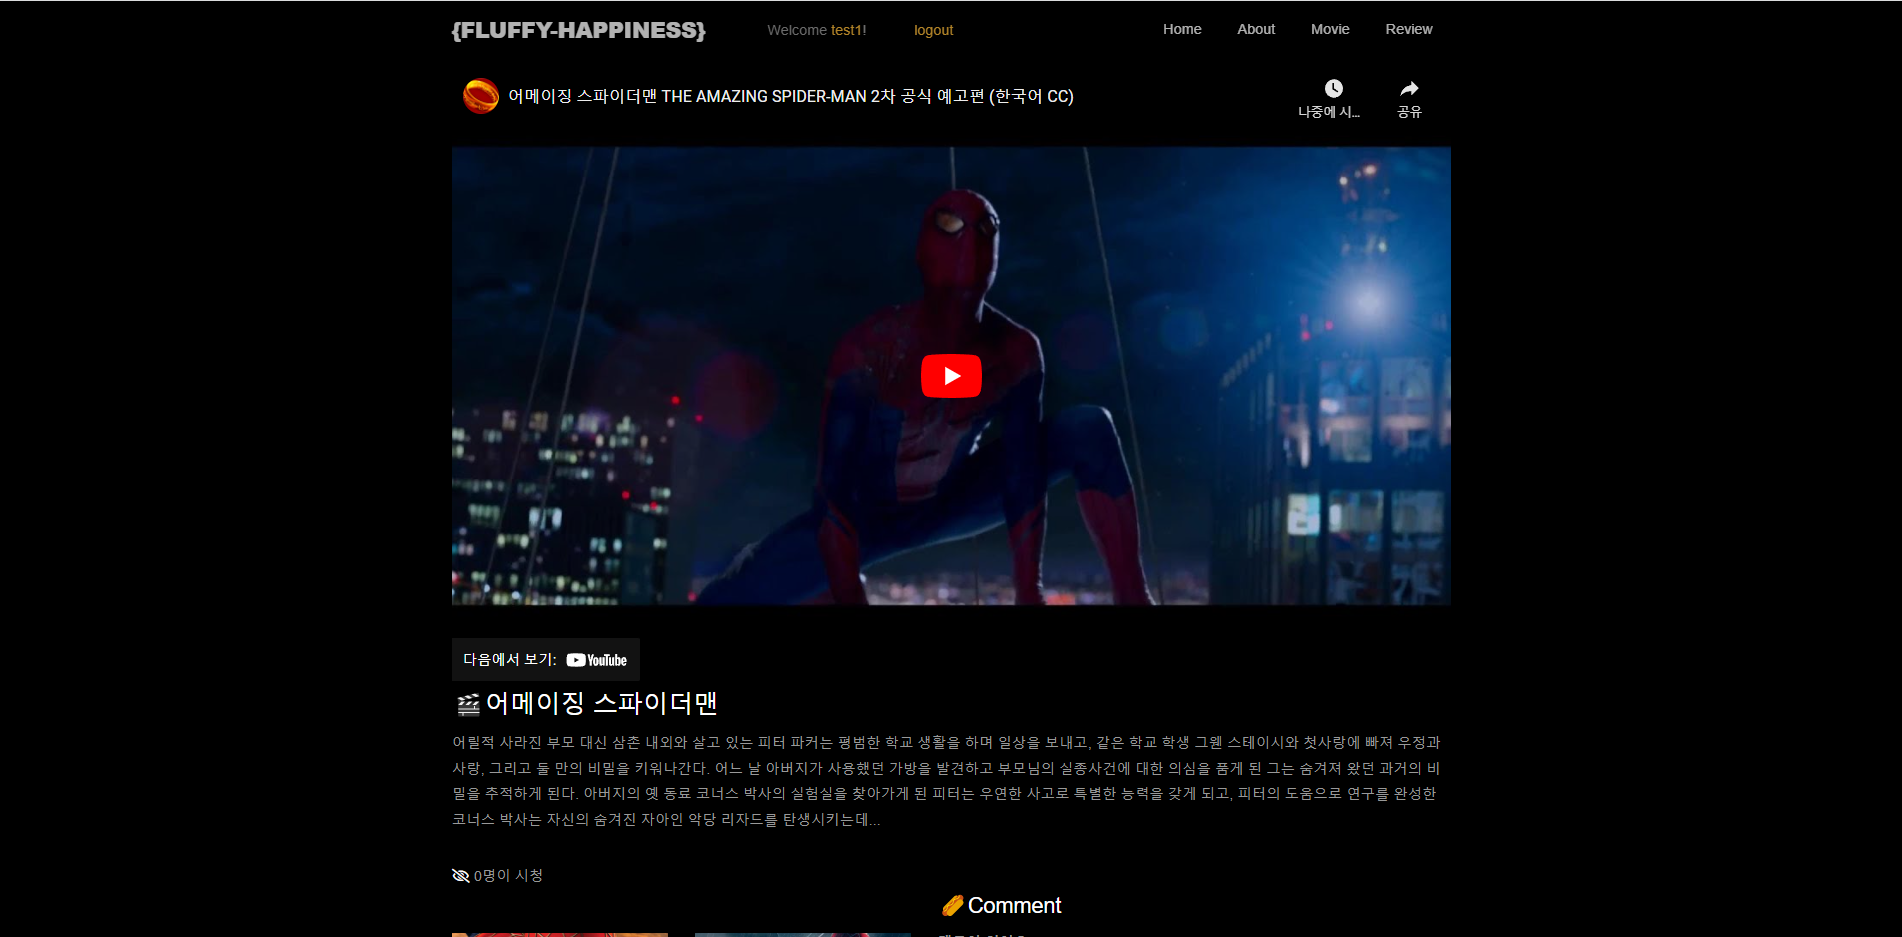 {FLUFFY-HAPPINESS} Welcome test1! logout Home About Movie Review
어메이징 스파이더맨 THE AMAZING SPIDER-MAN 2차 공식 예고편 (한국어 CC)
나중에 시... 공유
다음에서 보기: YouTube
어메이징 스파이더맨
어릴적 사라진 부모 대신 삼촌 내외와 살고 있는 피터 파커는 평범한 학교 생활을 하며 일상을 보내고, 같은 학교 학생 그웬 스테이시와 첫사랑에 빠져 우정과
사랑, 그리고 둘 만의 비밀을 키워나간다. 어느 날 아버지가 사용했던 가방을 발견하고 부모님의 실종사건에 대한 의심을 품게 된 그는 숨겨져 왔던 과거의 비
밀을 추적하게 된다. 아버지의 옛 동료 코너스 박사의 실험실을 찾아가게 된 피터는 우연한 사고로 특별한 능력을 갖게 되고, 피터의 도움으로 연구를 완성한
코너스 박사는 자신의 숨겨진 자아인 악당 리자드를 탄생시키는데...
0명이 시청
Comment